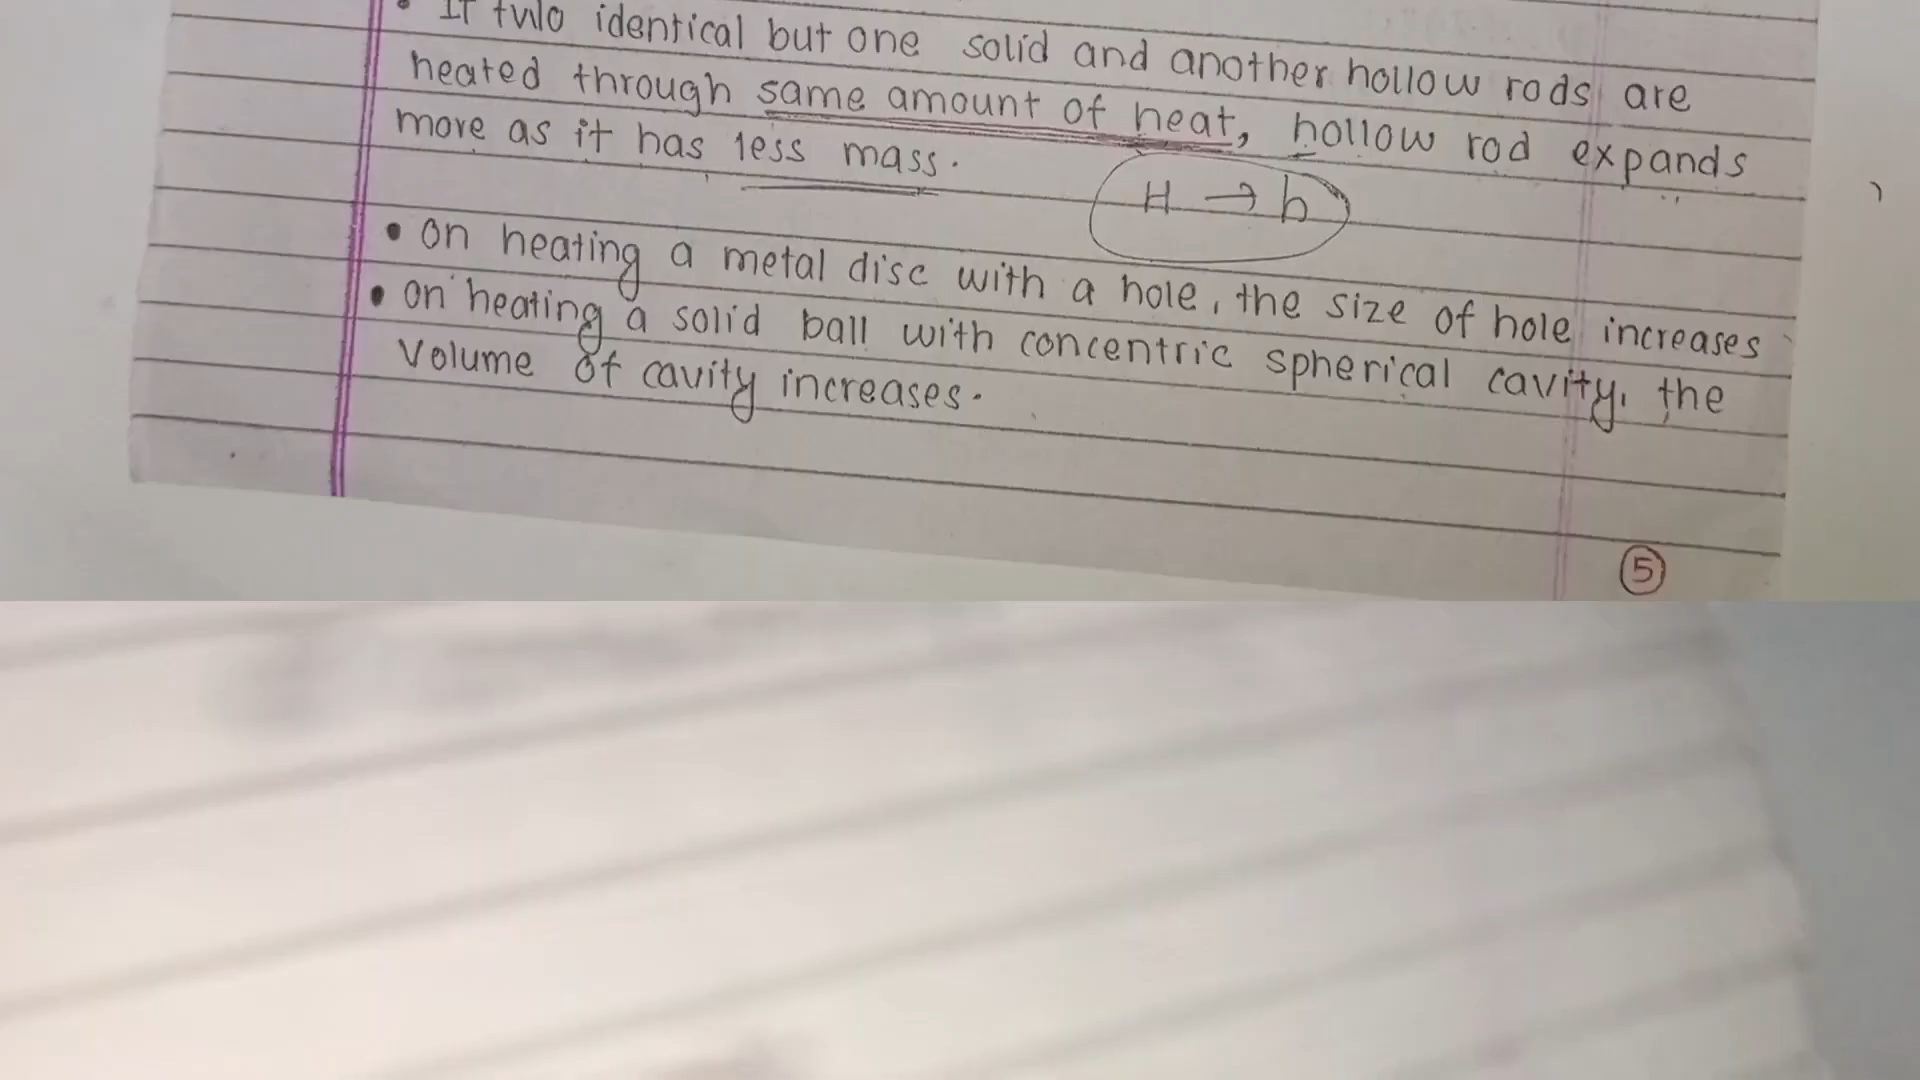 • If two identical but one solid and another hollow rods are
heated through same amount of heat, hollow rod expands
more as it has less mass.
H → h
• on heating a metal disc with a hole, the size of hole increases
• on heating a solid ball with concentric spherical cavity, the
volume of cavity increases.
5